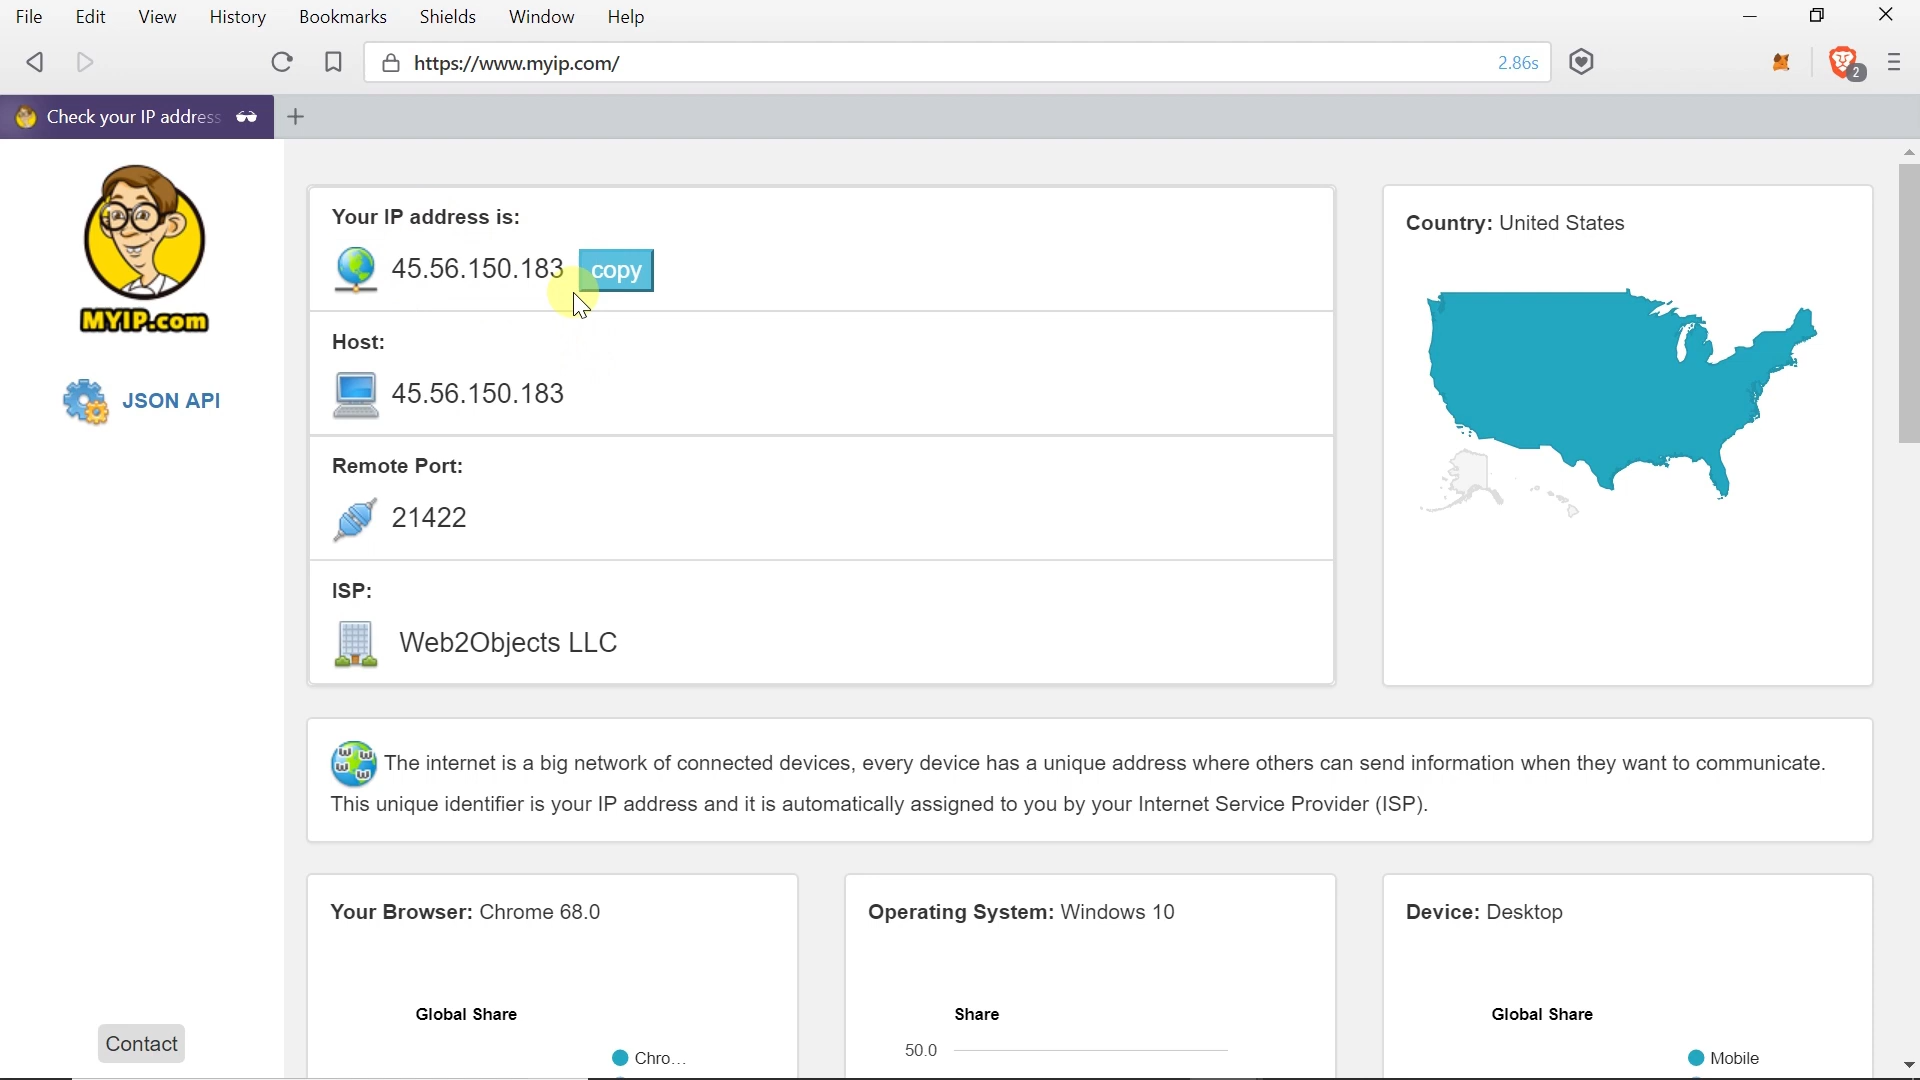 File Edit View History Bookmarks Shields Window Help
https://www.myip.com/ 2.86s 2
Check your IP address
MYIP.com
JSON API
Contact
Your IP address is:
45.56.150.183 copy
Host:
45.56.150.183
Remote Port:
21422
ISP:
Web2Objects LLC
Country: United States
The internet is a big network of connected devices, every device has a unique address where others can send information when they want to communicate.
This unique identifier is your IP address and it is automatically assigned to you by your Internet Service Provider (ISP).
Your Browser: Chrome 68.0
Global Share
Chro...
Operating System: Windows 10
Share
50.0
Device: Desktop
Global Share
Mobile